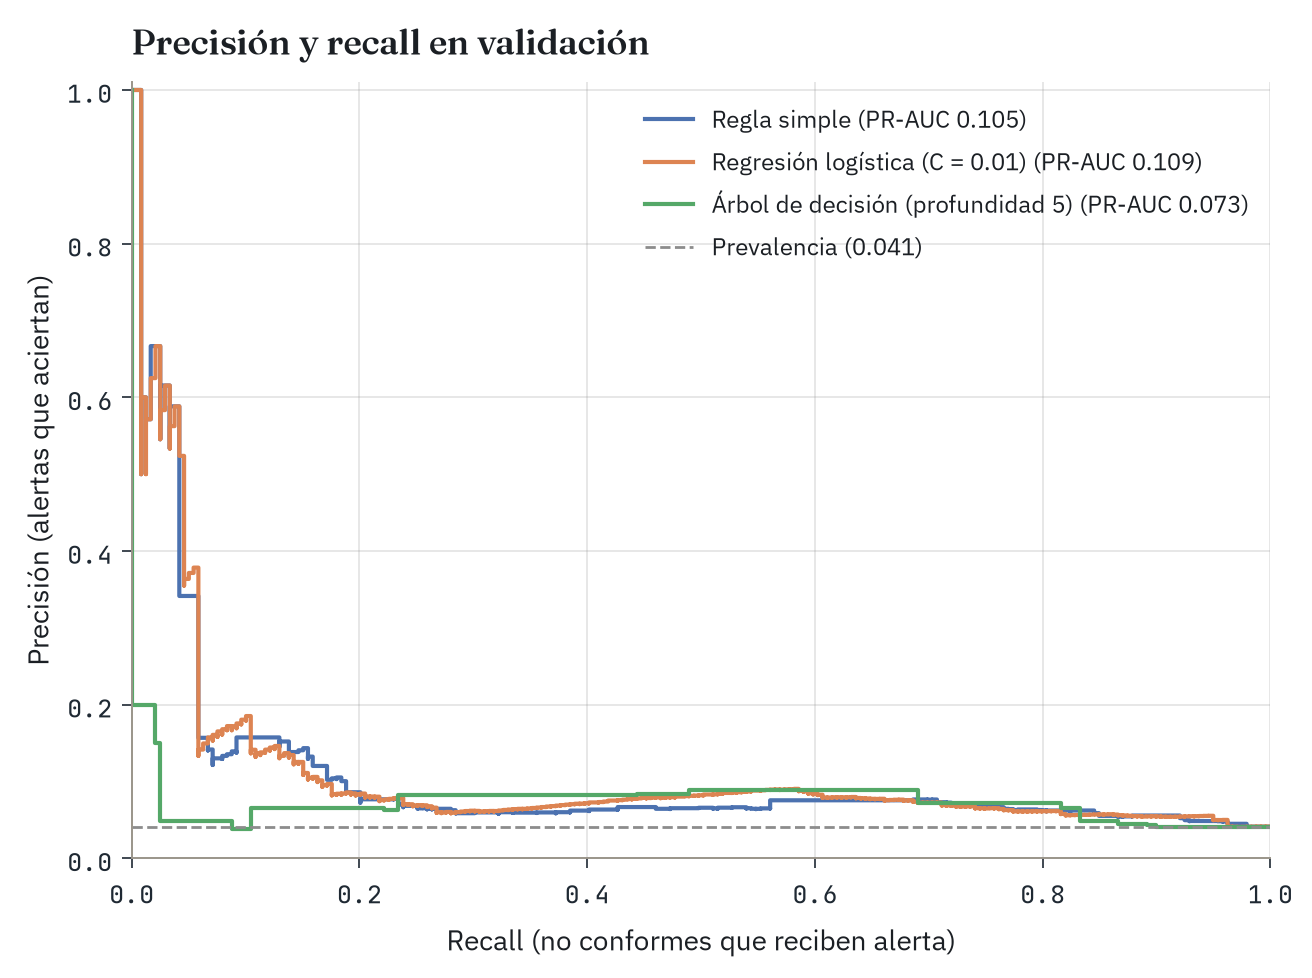 Precisión y recall en validación
Precisión (alertas que aciertan)
1.0
0.8
0.6
0.4
0.2
0.0
Regla simple (PR-AUC 0.105)
Regresión logística (C = 0.01) (PR-AUC 0.109)
Árbol de decisión (profundidad 5) (PR-AUC 0.073)
Prevalencia (0.041)
0.0 0.2 0.4 0.6 0.8 1.0
Recall (no conformes que reciben alerta)